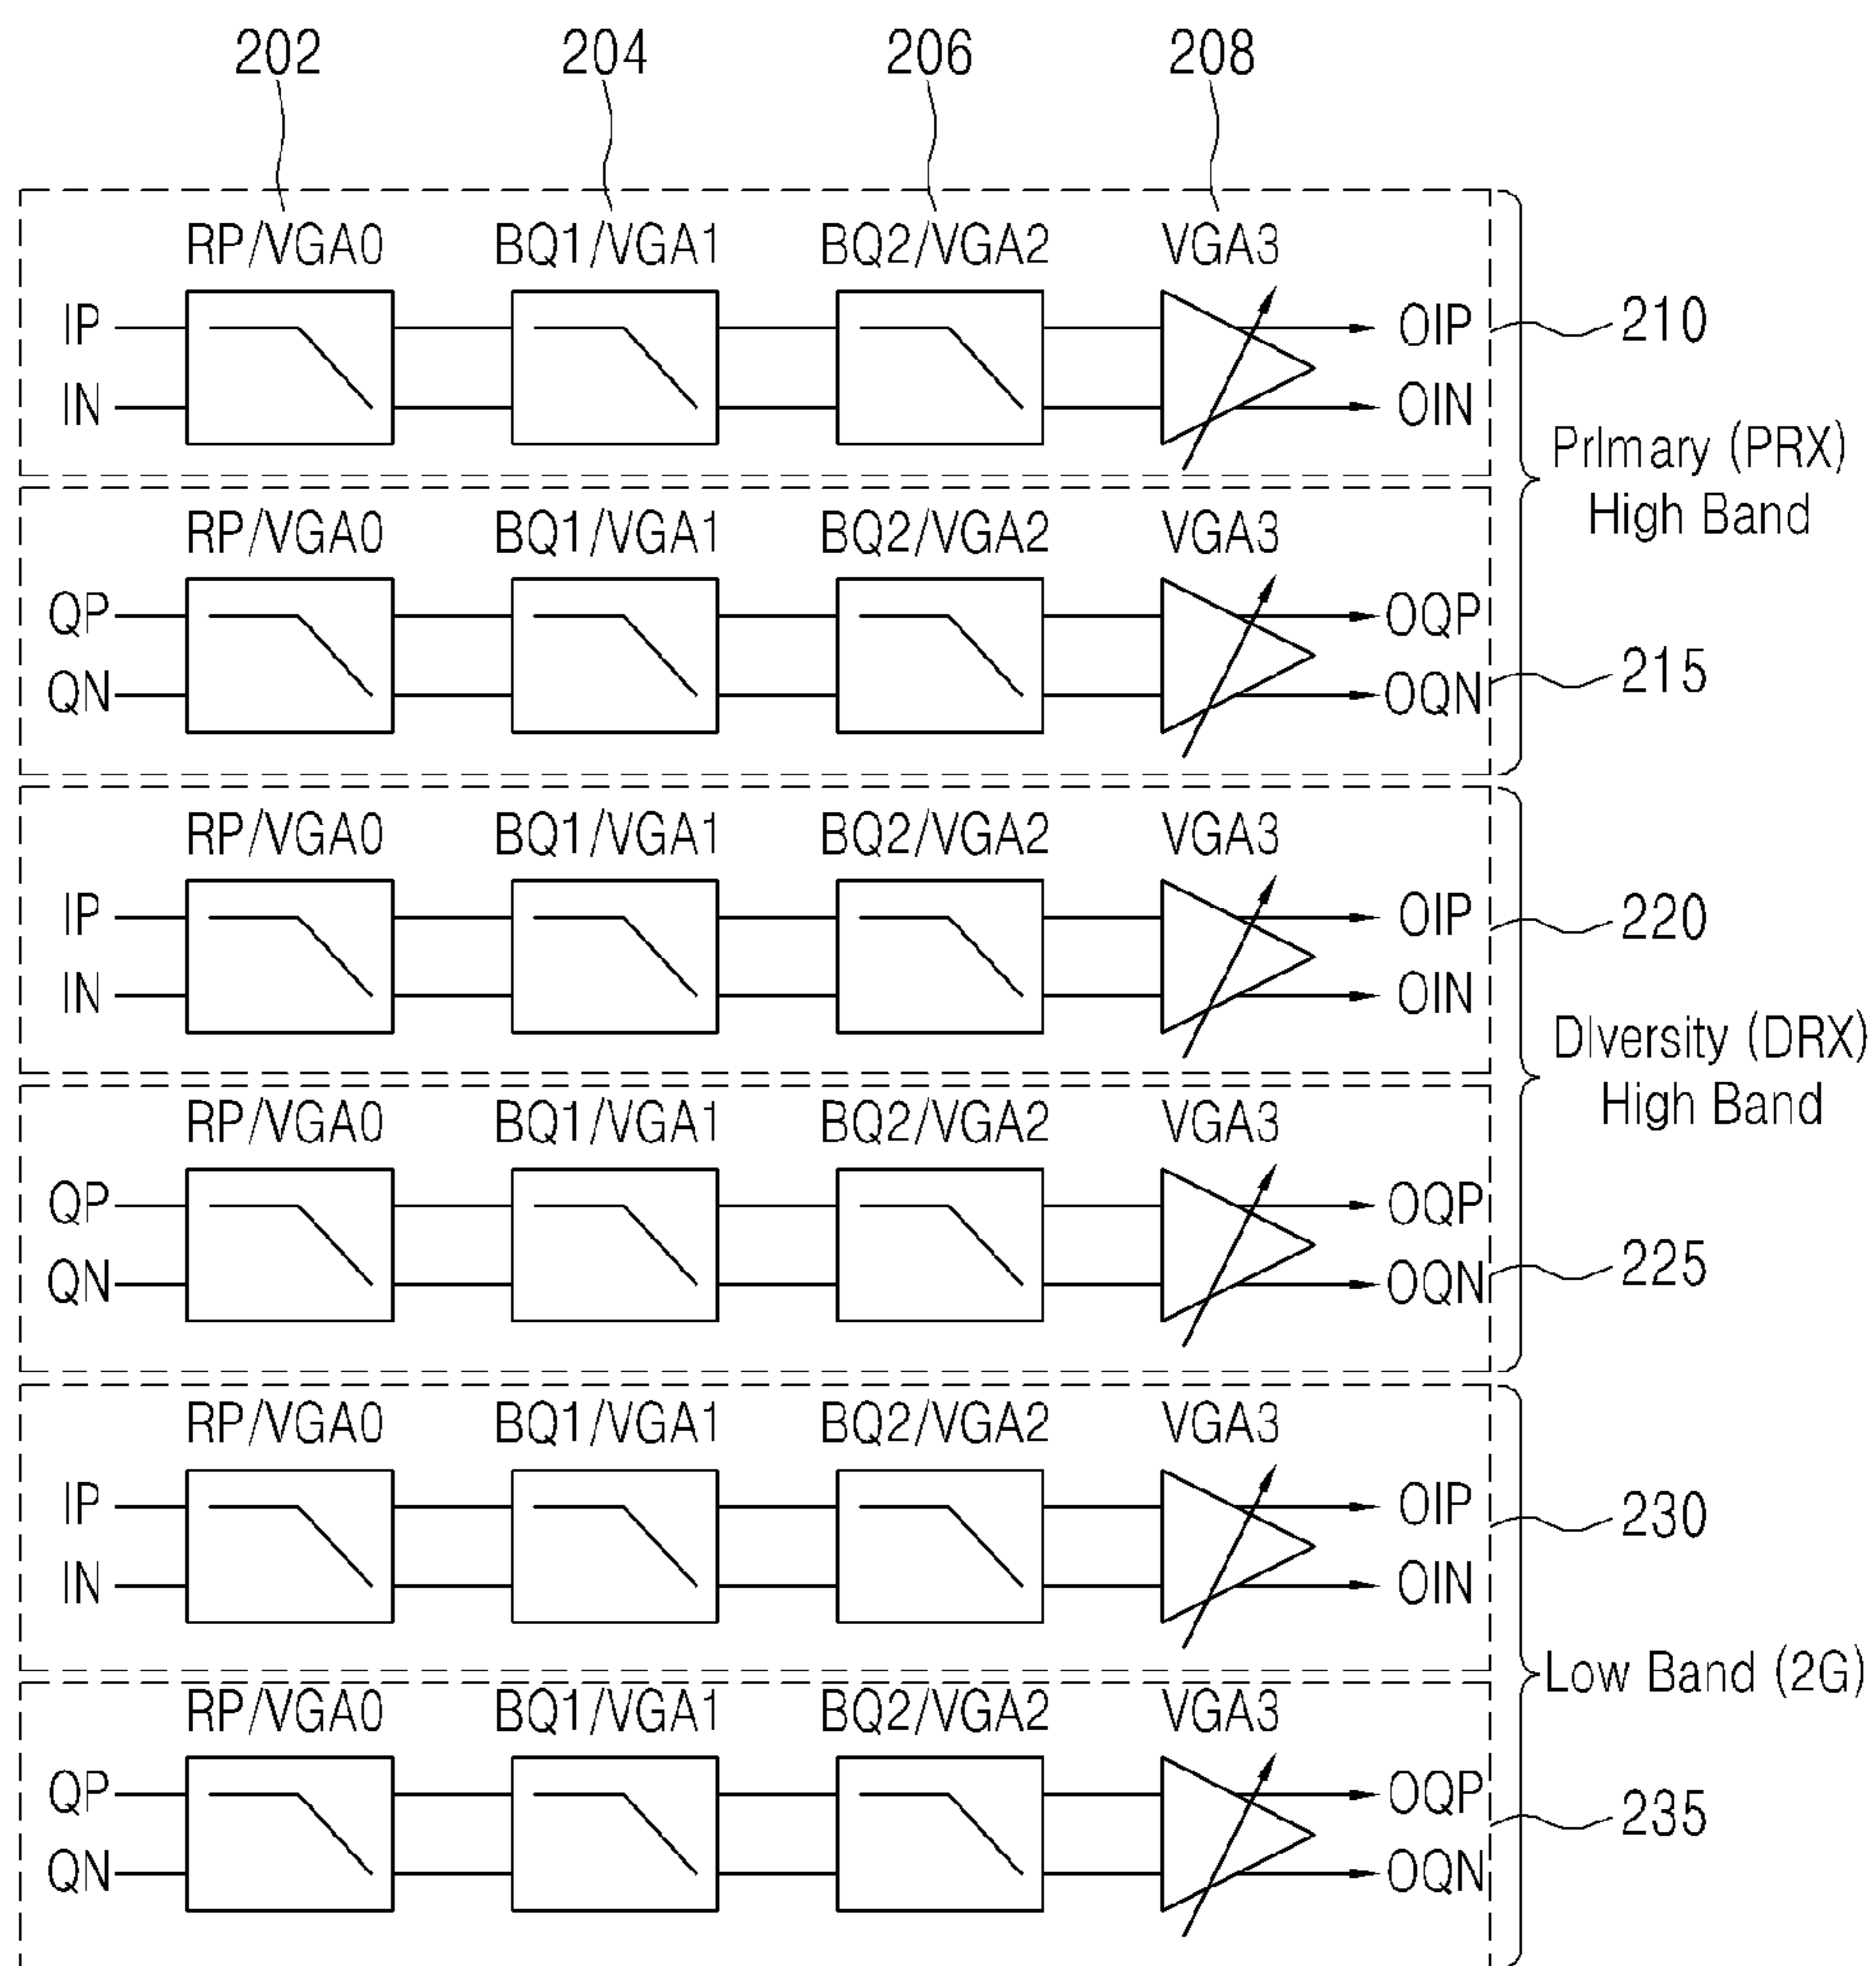 202 204 206 208
RP/VGA0 BQ1/VGA1 BQ2/VGA2 VGA3
IP OIP 210
IN OIN
PrImary (PRX)
High Band
RP/VGA0 BQ1/VGA1 BQ2/VGA2 VGA3
QP OQP
QN OQN 215
RP/VGA0 BQ1/VGA1 BQ2/VGA2 VGA3
IP OIP 220
IN OIN
DIversity (DRX)
High Band
RP/VGA0 BQ1/VGA1 BQ2/VGA2 VGA3
QP OQP
QN OQN 225
RP/VGA0 BQ1/VGA1 BQ2/VGA2 VGA3
IP OIP 230
IN OIN
Low Band (2G)
RP/VGA0 BQ1/VGA1 BQ2/VGA2 VGA3
QP OQP 235
QN OQN